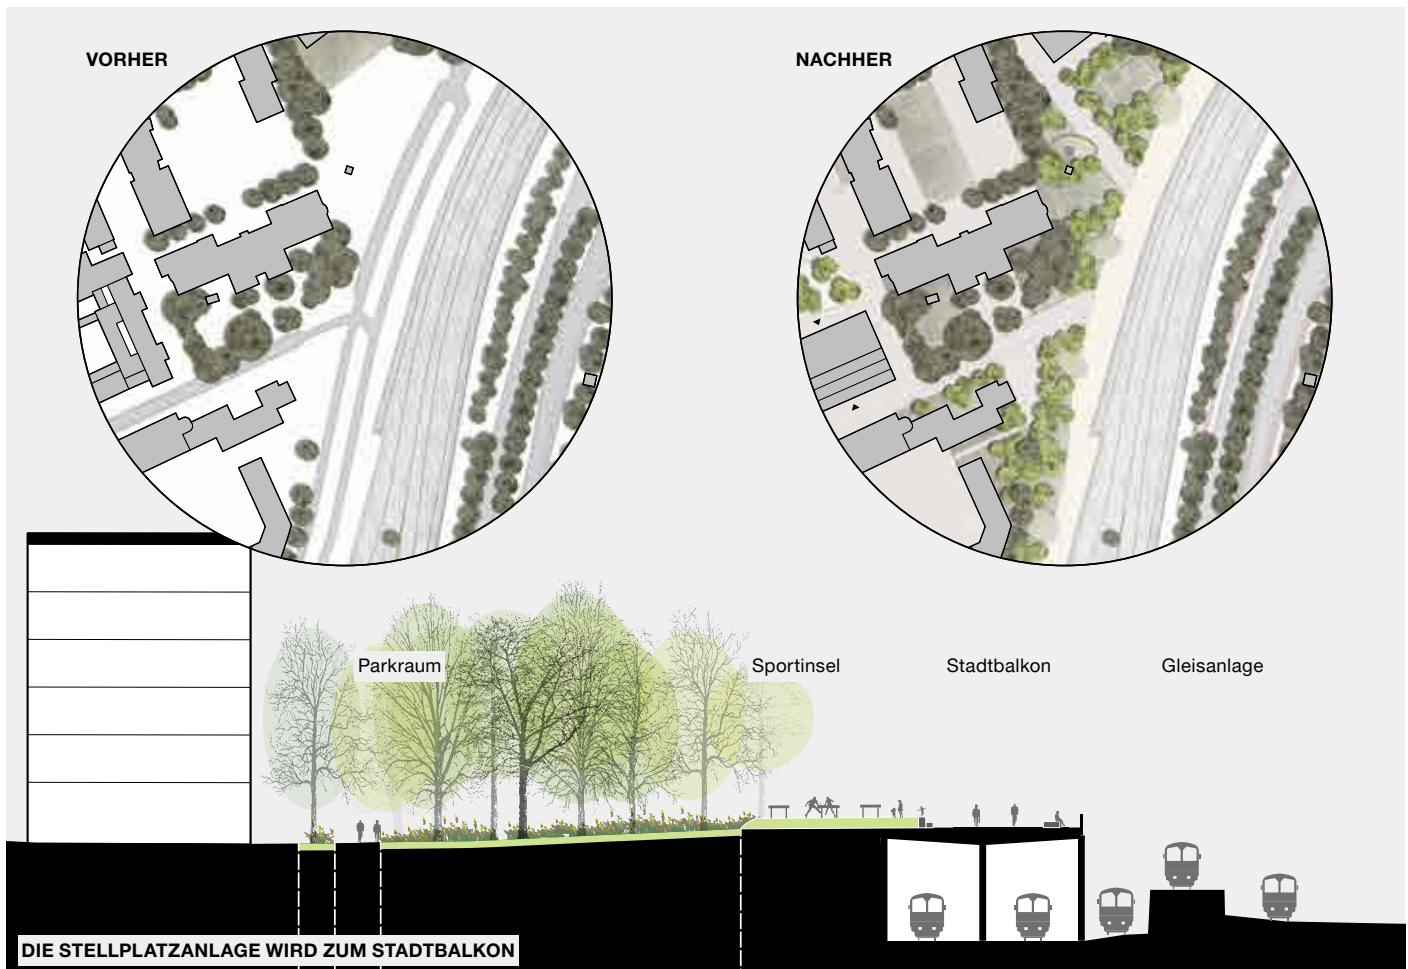 VORHER
NACHHER
Parkraum
Sportinsel
Stadtbalkon
Gleisanlage
DIE STELLPLATZANLAGE WIRD ZUM STADTBALKON